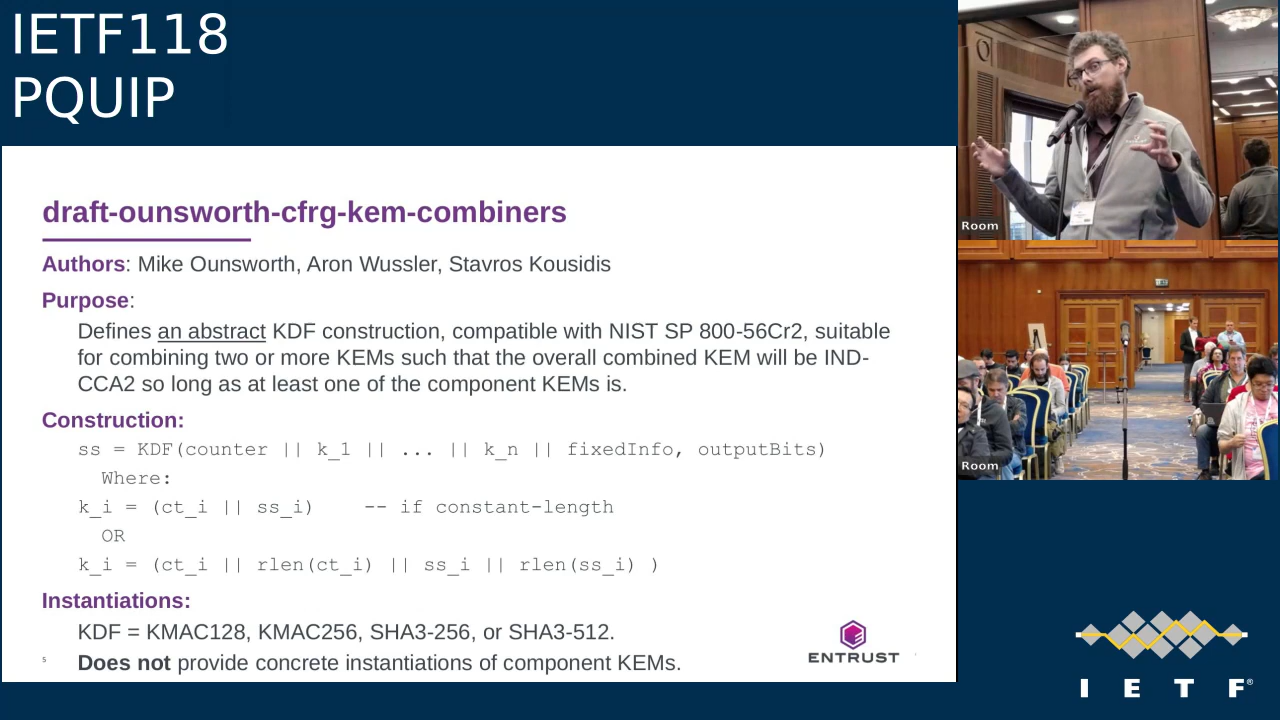 IETF118
PQUIP
draft-ounsworth-cfrg-kem-combiners
Authors: Mike Ounsworth, Aron Wussler, Stavros Kousidis
Purpose:
Defines an abstract KDF construction, compatible with NIST SP 800-56Cr2, suitable
for combining two or more KEMs such that the overall combined KEM will be IND-
CCA2 so long as at least one of the component KEMs is.
Construction:
ss = KDF(counter || k_1 || ... || k_n || fixedInfo, outputBits)
Where:
k_i = (ct_i || ss_i) -- if constant-length
OR
k_i = (ct_i || rlen(ct_i) || ss_i || rlen(ss_i) )
Instantiations:
KDF = KMAC128, KMAC256, SHA3-256, or SHA3-512.
Does not provide concrete instantiations of component KEMs.
5
ENTRUST
Room
Room
I E T F®